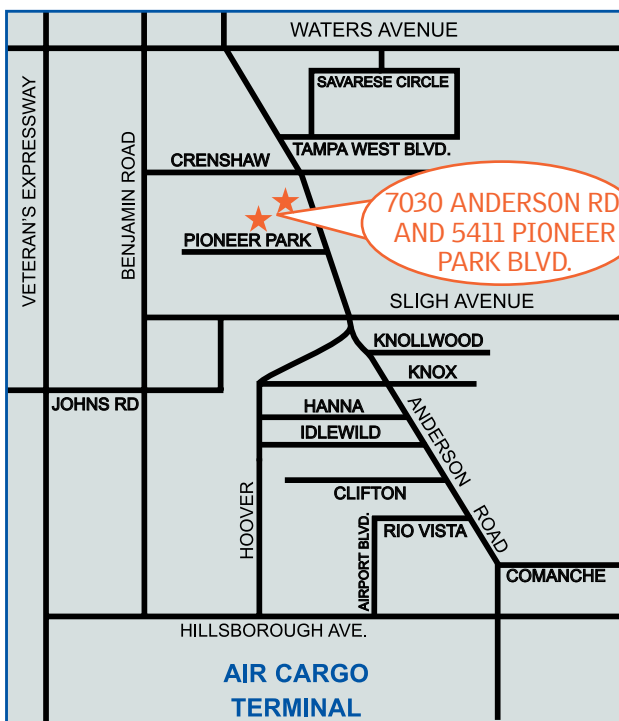 WATERS AVENUE
SAVARESE CIRCLE
VETERAN'S EXPRESSWAY
BENJAMIN ROAD
TAMPA WEST BLVD.
CRENSHAW
7030 ANDERSON RD
AND 5411 PIONEER
PARK BLVD.
PIONEER PARK
SLIGH AVENUE
KNOLLWOOD
KNOX
JOHNS RD
HANNA
IDLEWILD
ANDERSON ROAD
CLIFTON
HOOVER
AIRPORT BLVD.
RIO VISTA
COMANCHE
HILLSBOROUGH AVE.
AIR CARGO
TERMINAL